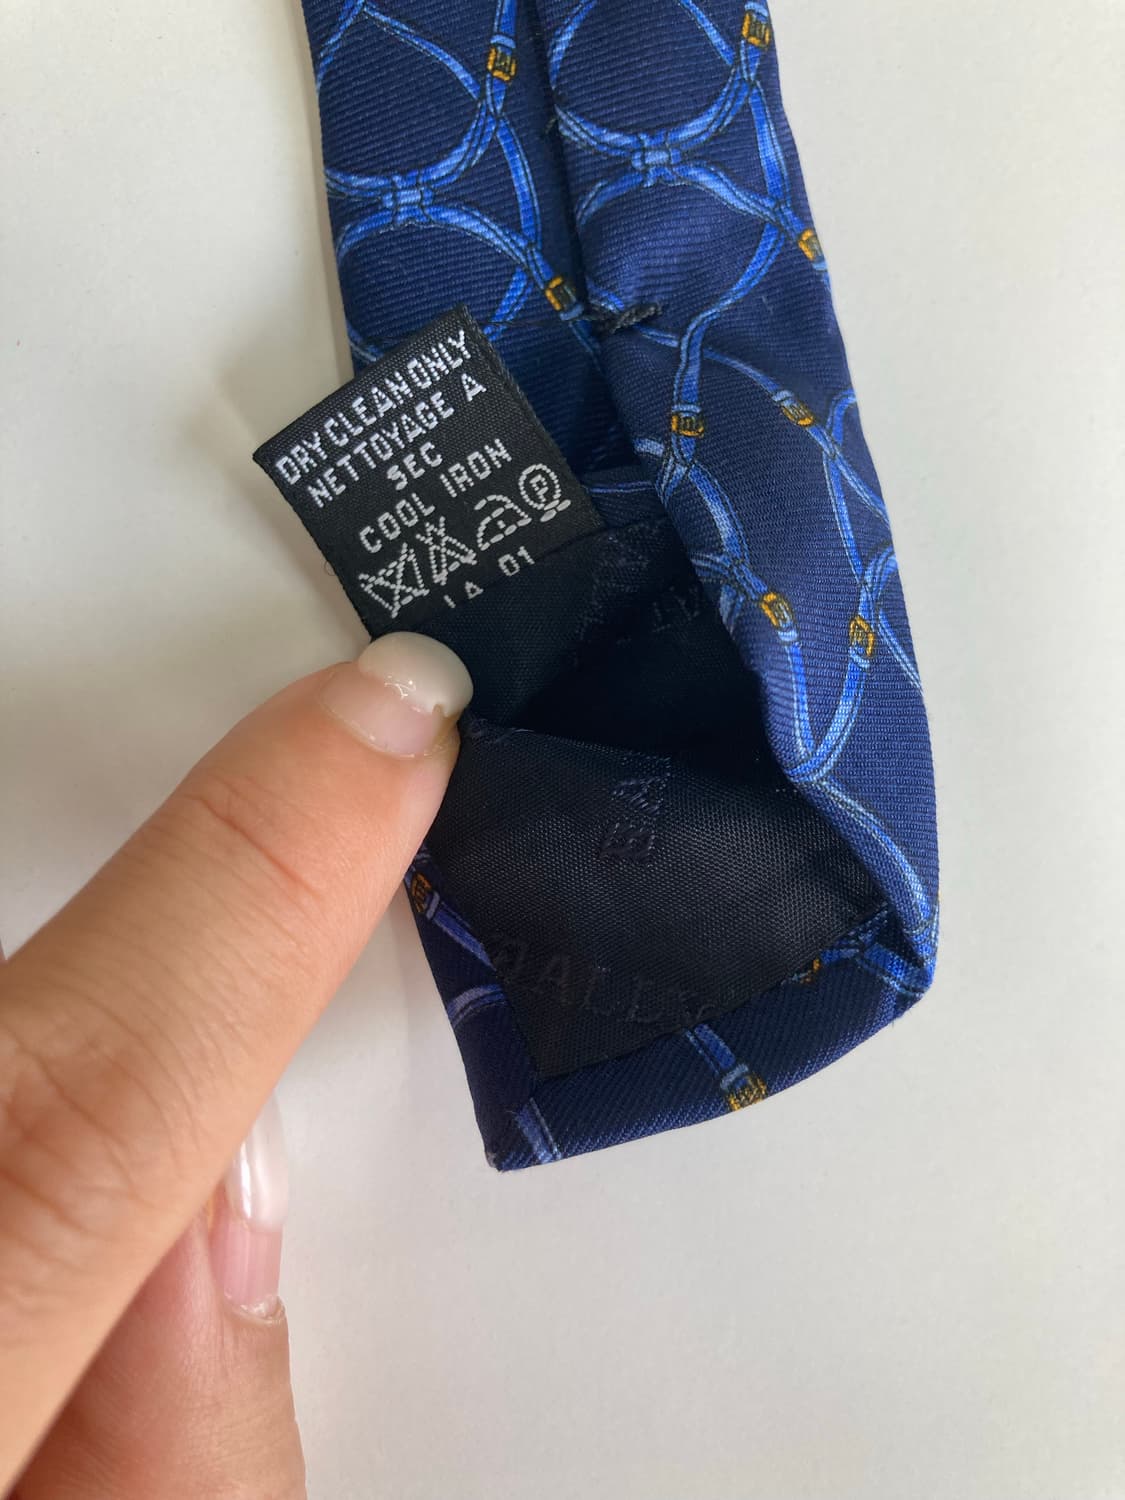 DRY CLEAN ONLY
NETTOYAGE A
SEC
COOL IRON
P